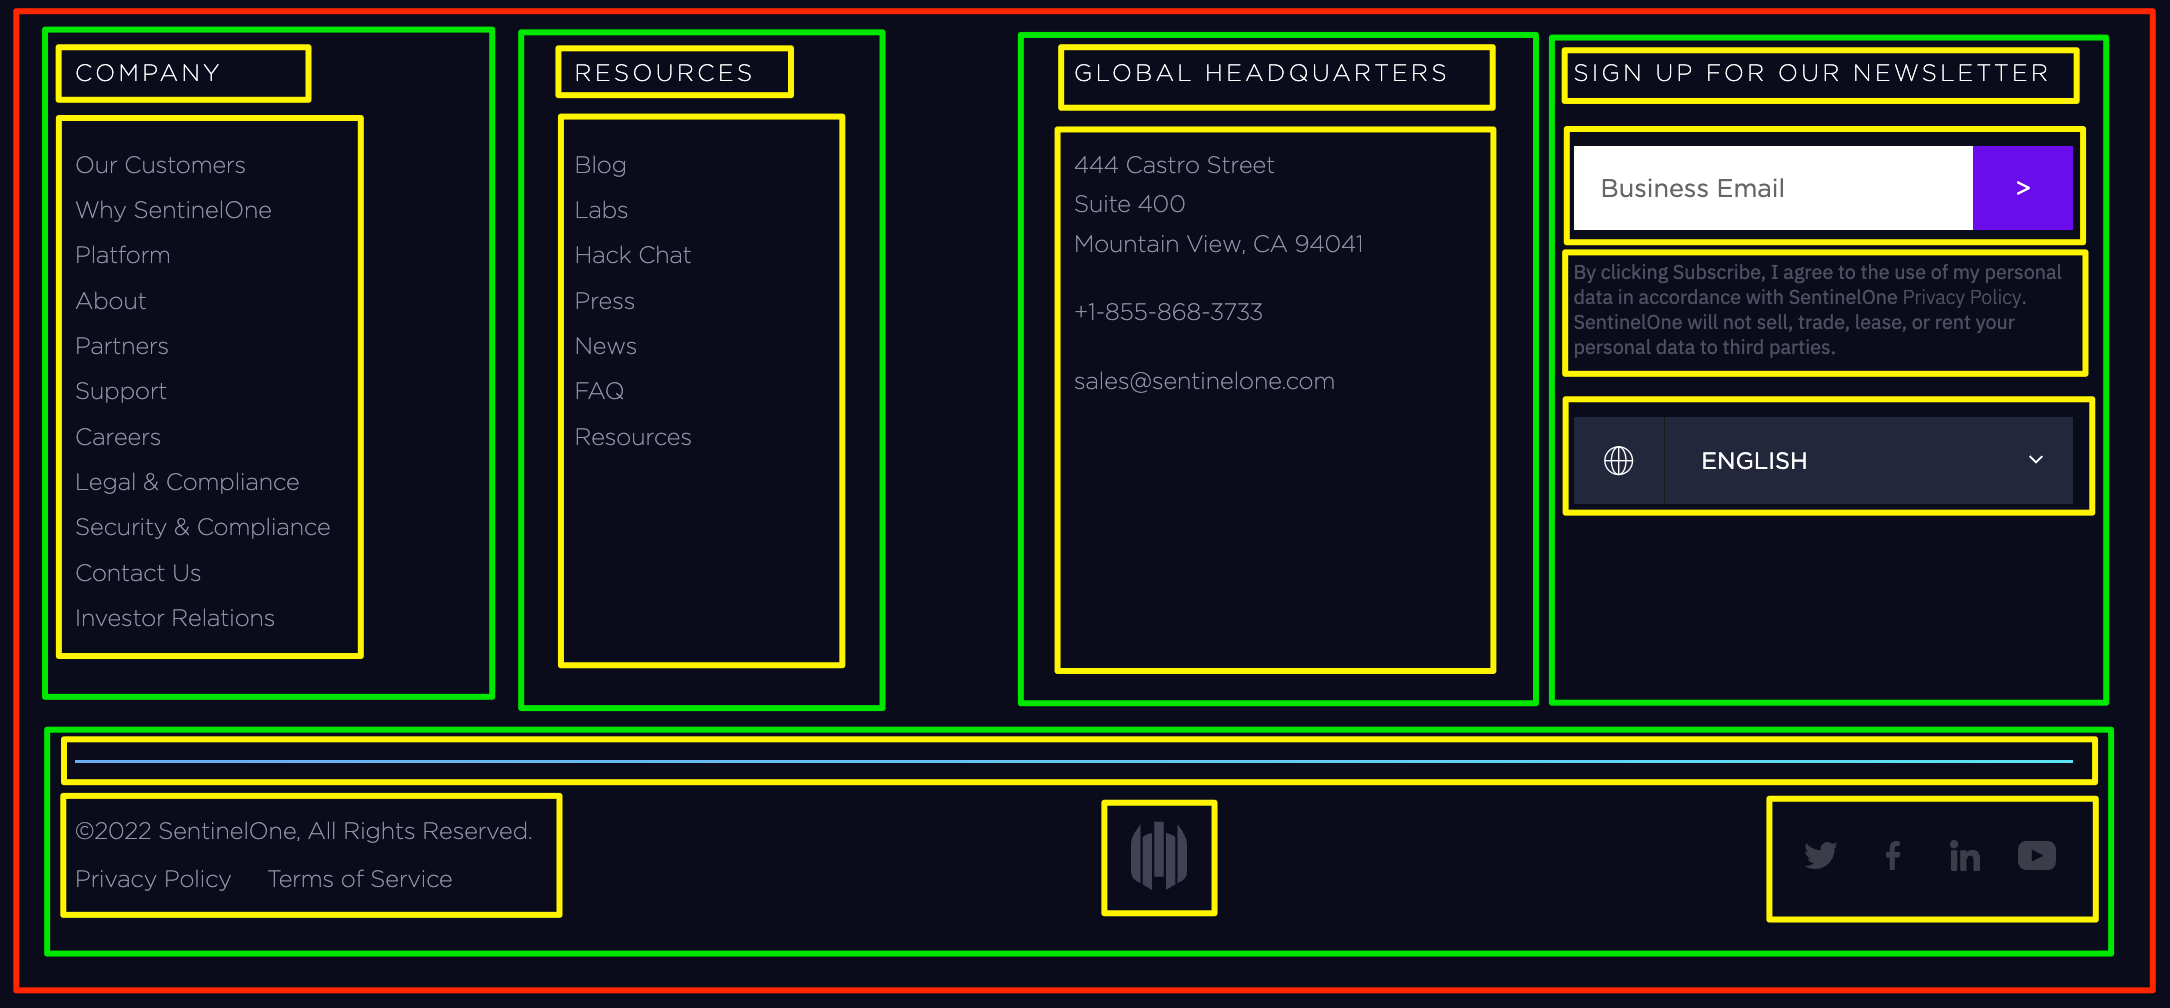 COMPANY
Our Customers
Why SentinelOne
Platform
About
Partners
Support
Careers
Legal & Compliance
Security & Compliance
Contact Us
Investor Relations
RESOURCES
Blog
Labs
Hack Chat
Press
News
FAQ
Resources
GLOBAL HEADQUARTERS
444 Castro Street
Suite 400
Mountain View, CA 94041
+1-855-868-3733
sales@sentinelone.com
SIGN UP FOR OUR NEWSLETTER
Business Email >
By clicking Subscribe, I agree to the use of my personal
data in accordance with SentinelOne Privacy Policy.
SentinelOne will not sell, trade, lease, or rent your
personal data to third parties.
ENGLISH
©2022 SentinelOne, All Rights Reserved.
Privacy Policy Terms of Service